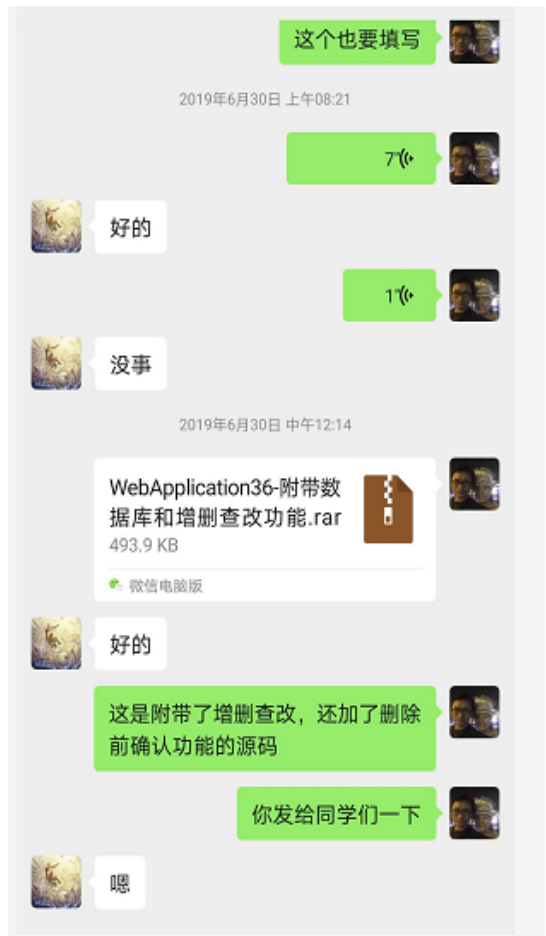 这个也要填写
2019年6月30日 上午08:21
7"
好的
1"
没事
2019年6月30日 中午12:14
WebApplication36-附带数
据库和增删查改功能.rar
493.9 KB
微信电脑版
好的
这是附带了增删查改，还加了删除
前确认功能的源码
你发给同学们一下
嗯